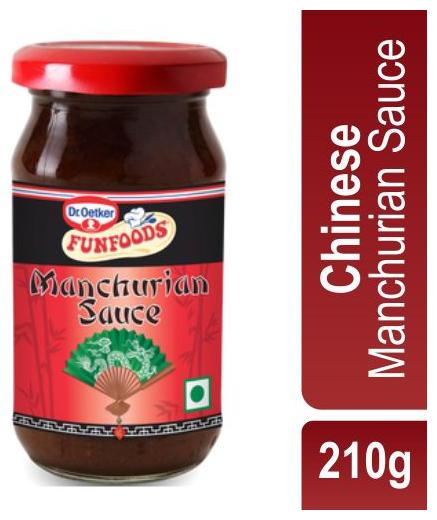 Dr.Oetker
FUNFOODS
Manchurian
Sauce
Chinese
Manchurian Sauce
210g